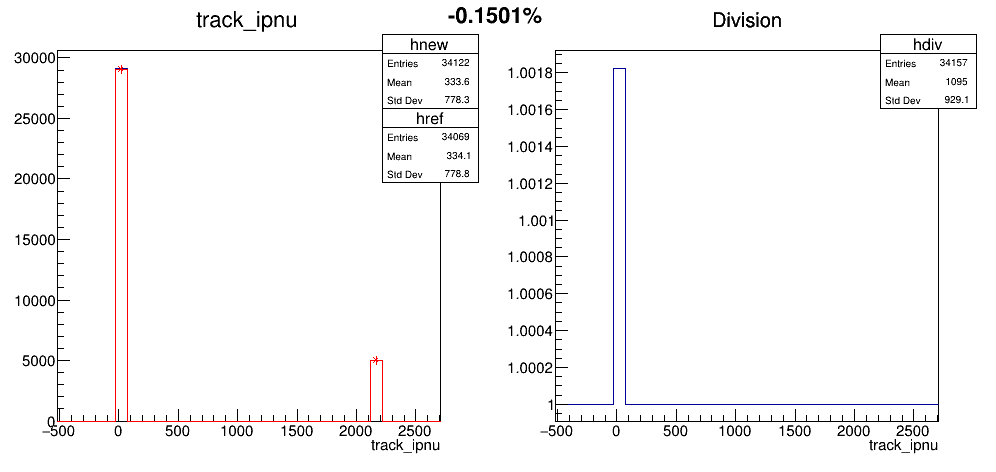 track_ipnu
-0.1501%
hnew
Entries 34122
Mean 333.6
Std Dev 778.3
href
Entries 34069
Mean 334.1
Std Dev 778.8
30000
25000
20000
15000
10000
5000
0
−500 0 500 1000 1500 2000 2500
track_ipnu
Division
hdiv
Entries 34157
Mean 1095
Std Dev 929.1
1.0018
1.0016
1.0014
1.0012
1.001
1.0008
1.0006
1.0004
1.0002
1
−500 0 500 1000 1500 2000 2500
track_ipnu